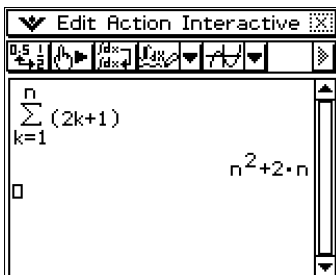 Edit Action Interactive
n
∑ (2k+1)
k=1
n²+2·n